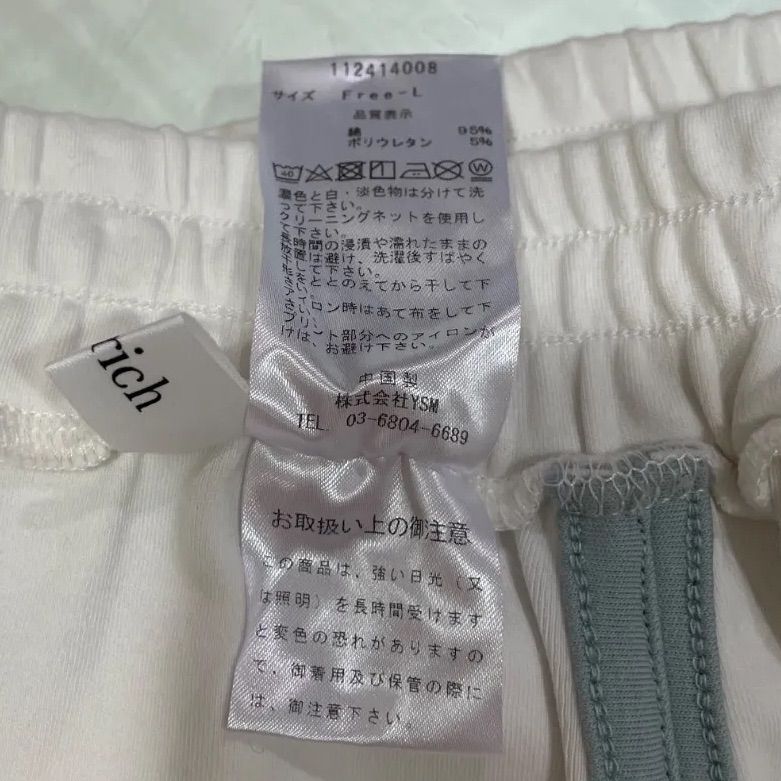 112414008
サイズ Free-L
品質表示
綿 95%
ポリウレタン 5%
40
W
濃色と白・淡色物は分けて洗
って下さい。
クリーニングネットを使用し
て下さい。
長時間の浸漬や濡れたままの
放置は避け、洗濯後すばやく
干して下さい。
形をととのえてから干して下
さい。
アイロン時はあて布をして下
さい。
プリント部分へのアイロンが
けは、お避け下さい。
中国製
株式会社YSM
TEL. 03-6804-6689
rich
お取扱い上の御注意
この商品は、強い日光（又
は照明）を長時間受けます
と変色の恐れがありますの
で、御着用及び保管の際に
は、御注意下さい。